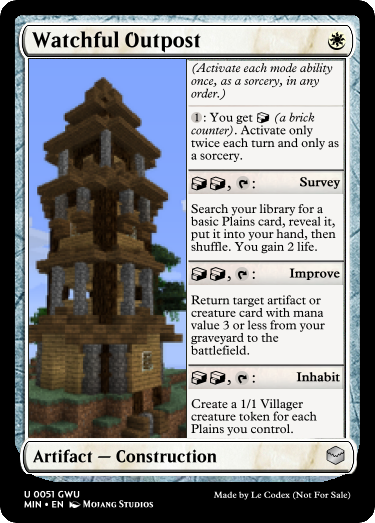 Watchful Outpost
(Activate each mode ability
once, as a sorcery, in any
order.)
1: You get (a brick
counter). Activate only
twice each turn and only as
a sorcery.
, : Survey
Search your library for a
basic Plains card, reveal it,
put it into your hand, then
shuffle. You gain 2 life.
, : Improve
Return target artifact or
creature card with mana
value 3 or less from your
graveyard to the
battlefield.
, : Inhabit
Create a 1/1 Villager
creature token for each
Plains you control.
Artifact — Construction
U 0051 GWU
MIN • EN Mojang Studios
Made by Le Codex (Not For Sale)